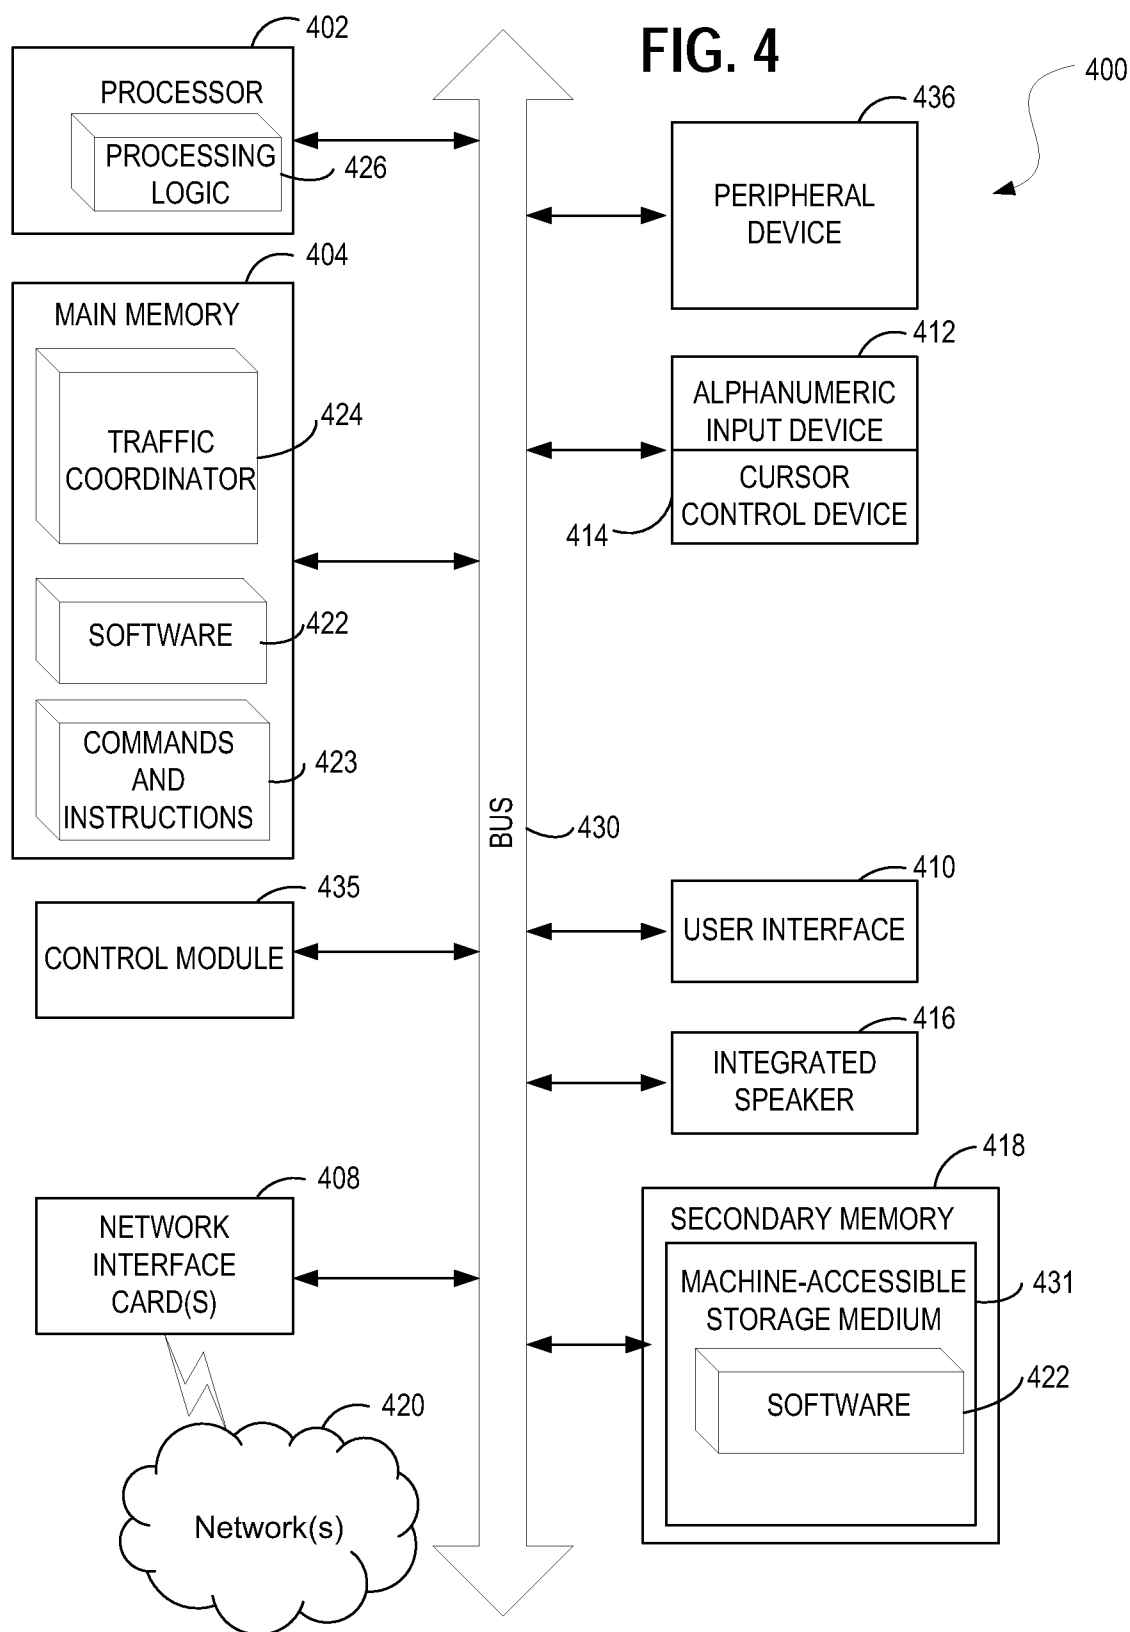 FIG. 4
400
402
PROCESSOR
PROCESSING
LOGIC
426
404
MAIN MEMORY
TRAFFIC
COORDINATOR
424
SOFTWARE
422
COMMANDS
AND
INSTRUCTIONS
423
435
CONTROL MODULE
408
NETWORK
INTERFACE
CARD(S)
420
Network(s)
BUS
430
436
PERIPHERAL
DEVICE
412
ALPHANUMERIC
INPUT DEVICE
CURSOR
CONTROL DEVICE
414
410
USER INTERFACE
416
INTEGRATED
SPEAKER
418
SECONDARY MEMORY
MACHINE-ACCESSIBLE
STORAGE MEDIUM
431
SOFTWARE
422